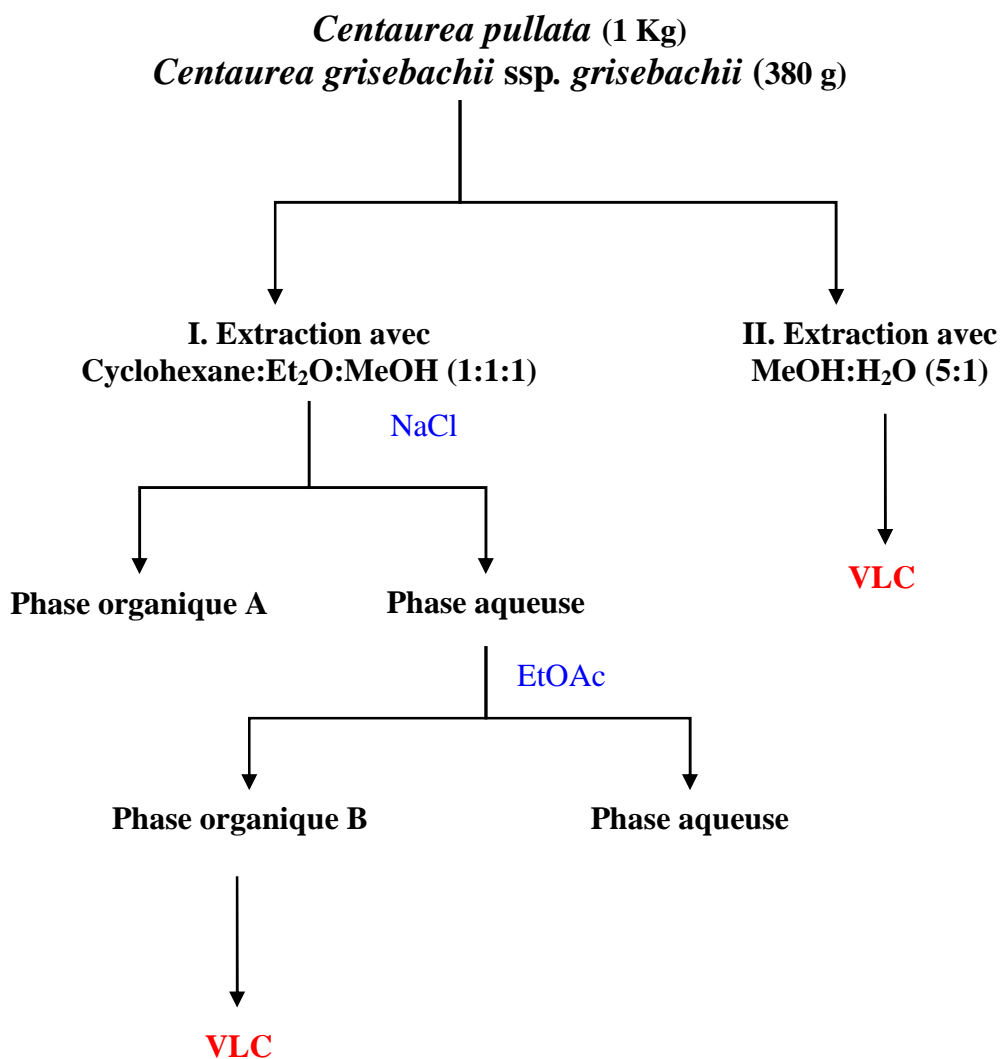 Centaurea pullata (1 Kg)
Centaurea grisebachii ssp. grisebachii (380 g)
I. Extraction avec
Cyclohexane:Et₂O:MeOH (1:1:1)
II. Extraction avec
MeOH:H₂O (5:1)
NaCl
VLC
Phase organique A
Phase aqueuse
EtOAc
Phase organique B
Phase aqueuse
VLC